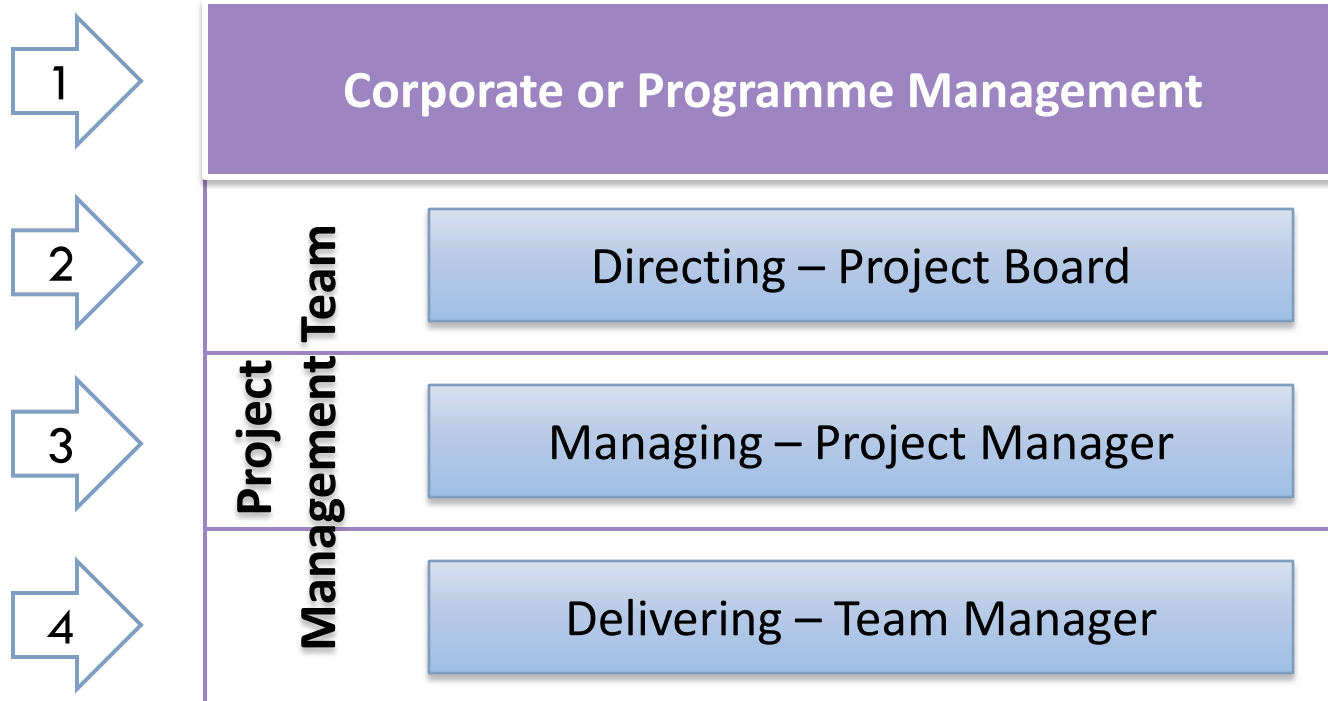 1
Corporate or Programme Management
2
Directing – Project Board
Project
Management Team
3
Managing – Project Manager
4
Delivering – Team Manager